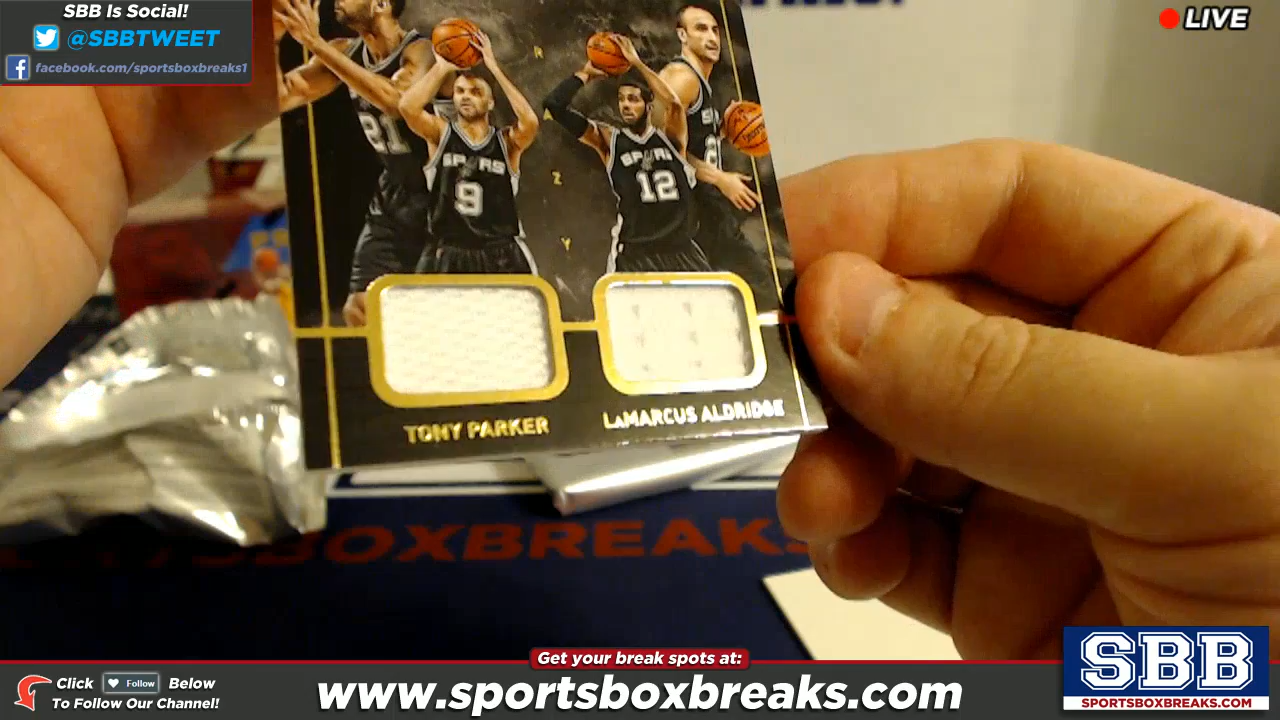 SBB Is Social!
@SBBTWEET
facebook.com/sportsboxbreaks1
LIVE
R
A
Z
Y
21
SPURS
9
SPURS
12
TONY PARKER
LaMARCUS ALDRIDGE
BOXBREAKS
Get your break spots at:
Click Follow Below
To Follow Our Channel!
www.sportsboxbreaks.com
SBB
SPORTSBOXBREAKS.COM